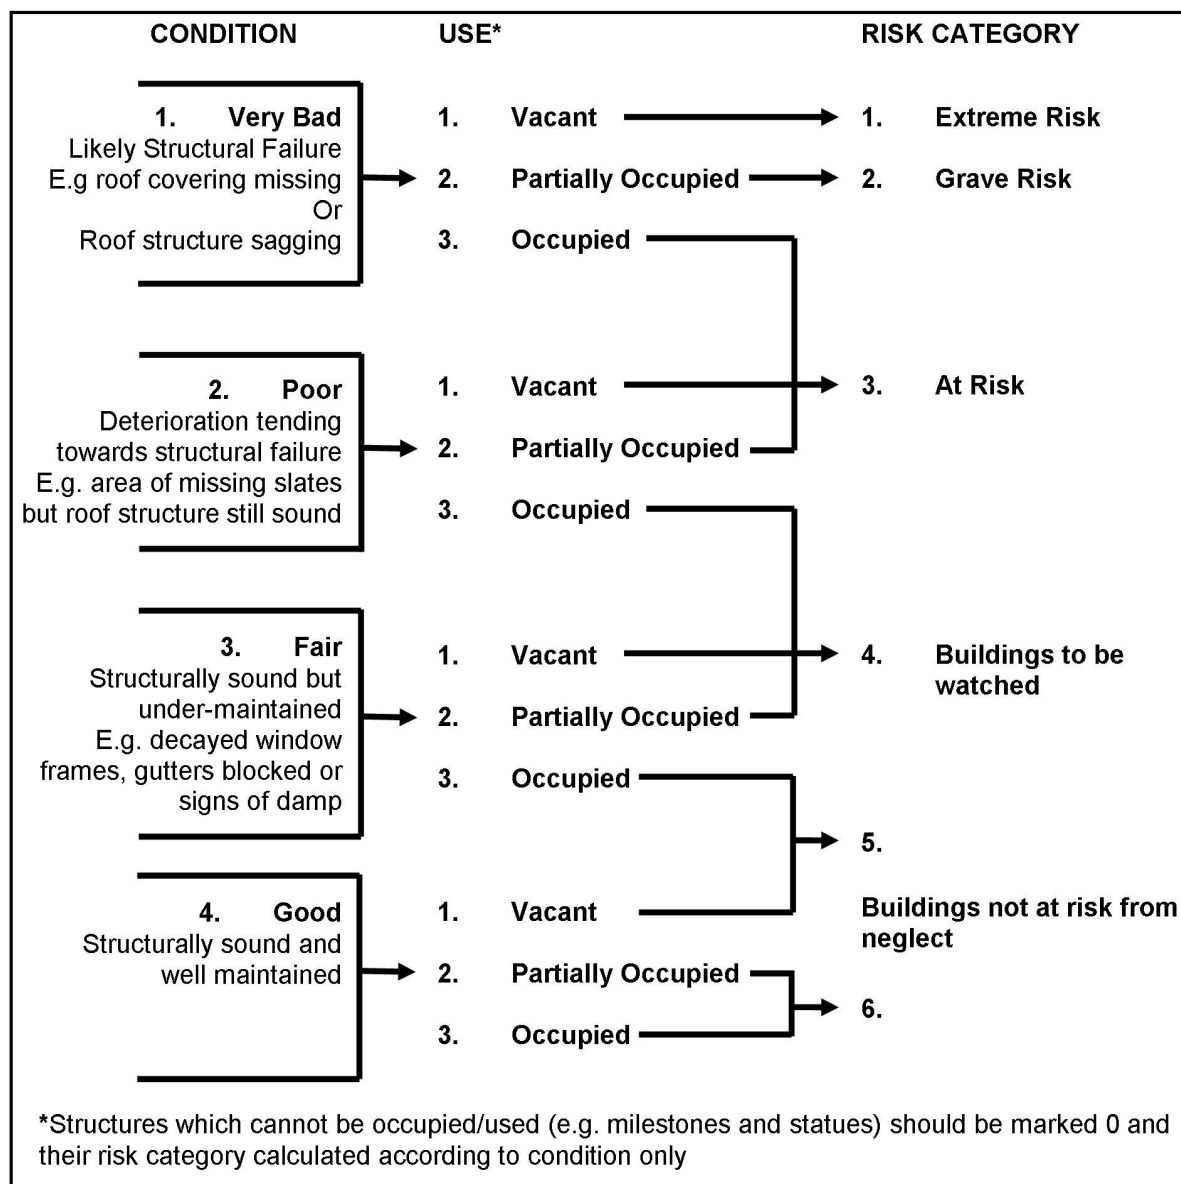 CONDITION USE* RISK CATEGORY
1. Very Bad
Likely Structural Failure
E.g roof covering missing
Or
Roof structure sagging
1. Vacant
2. Partially Occupied
3. Occupied
1. Extreme Risk
2. Grave Risk
2. Poor
Deterioration tending
towards structural failure
E.g. area of missing slates
but roof structure still sound
1. Vacant
2. Partially Occupied
3. Occupied
3. At Risk
3. Fair
Structurally sound but
under-maintained
E.g. decayed window
frames, gutters blocked or
signs of damp
1. Vacant
2. Partially Occupied
3. Occupied
4. Buildings to be
watched
5.
4. Good
Structurally sound and
well maintained
1. Vacant
2. Partially Occupied
3. Occupied
Buildings not at risk from
neglect
6.
*Structures which cannot be occupied/used (e.g. milestones and statues) should be marked 0 and
their risk category calculated according to condition only